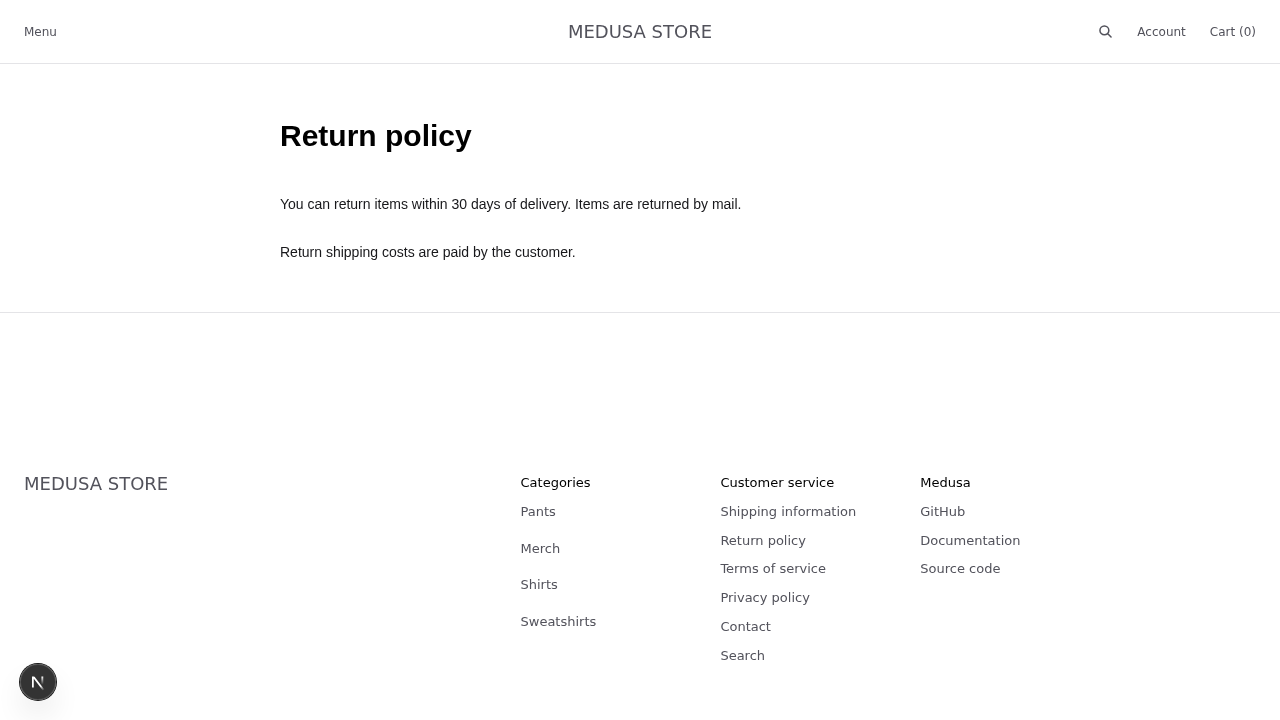 Menu
MEDUSA STORE
Account
Cart (0)
Return policy
You can return items within 30 days of delivery. Items are returned by mail.
Return shipping costs are paid by the customer.
MEDUSA STORE
Categories
Pants
Merch
Shirts
Sweatshirts
Customer service
Shipping information
Return policy
Terms of service
Privacy policy
Contact
Search
Medusa
GitHub
Documentation
Source code
N